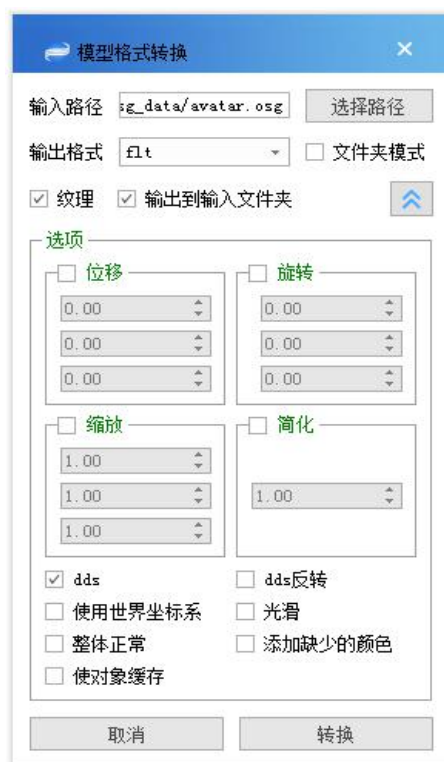 模型格式转换
输入路径 sg_data/avatar.osg 选择路径
输出格式 flt 文件夹模式
纹理 输出到输入文件夹
选项
位移 旋转
0.00 0.00
0.00 0.00
0.00 0.00
缩放 简化
1.00
1.00 1.00
1.00
dds dds反转
使用世界坐标系 光滑
整体正常 添加缺少的颜色
使对象缓存
取消 转换